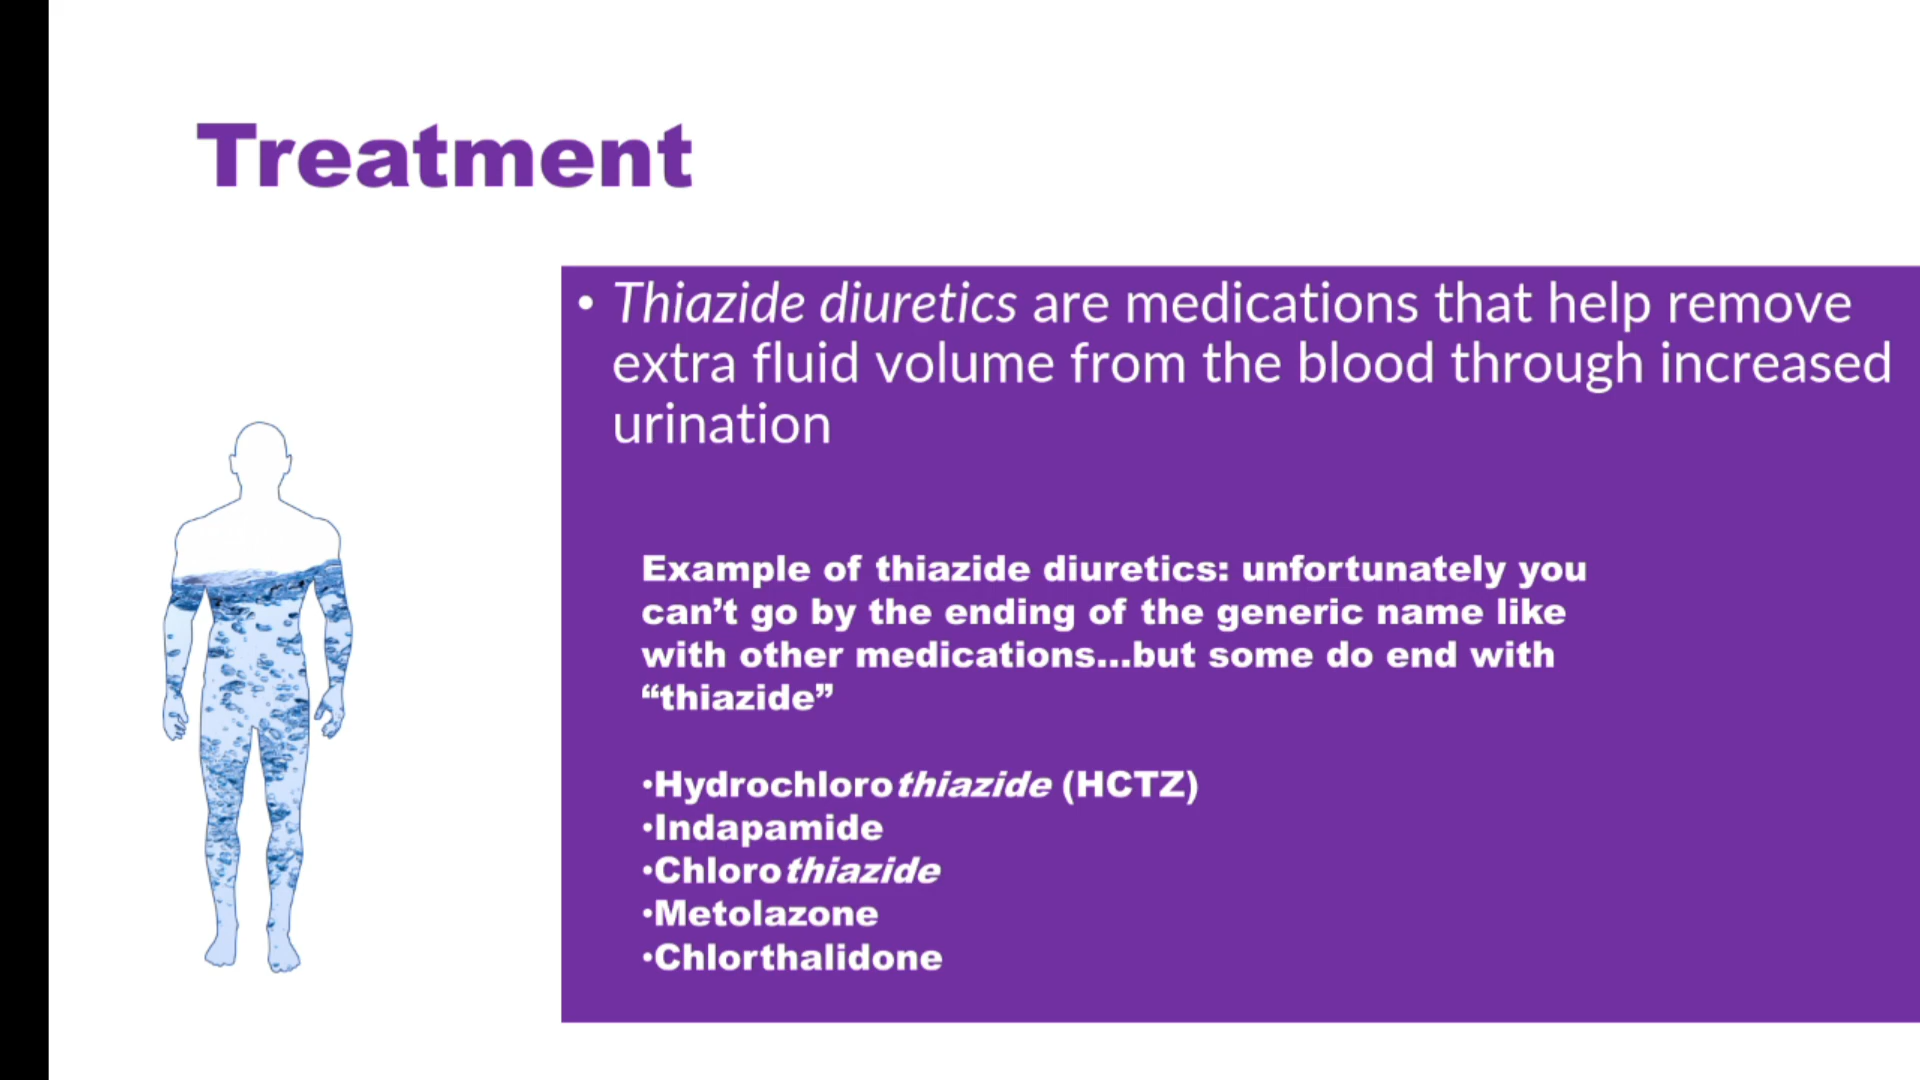 Treatment
• Thiazide diuretics are medications that help remove
extra fluid volume from the blood through increased
urination
Example of thiazide diuretics: unfortunately you
can’t go by the ending of the generic name like
with other medications...but some do end with
“thiazide”
•Hydrochlorothiazide (HCTZ)
•Indapamide
•Chlorothiazide
•Metolazone
•Chlorthalidone